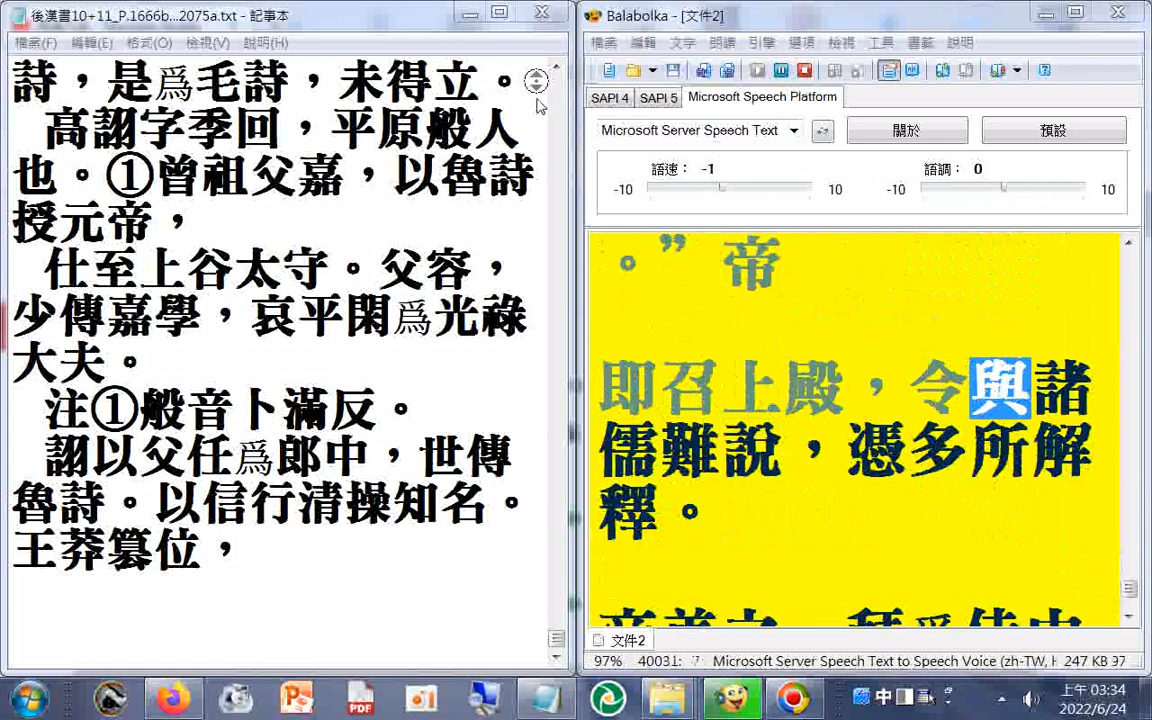 後漢書10+11_P.1666b...2075a.txt - 記事本
檔案(F) 編輯(E) 格式(O) 檢視(V) 說明(H)
詩，是爲毛詩，未得立。
高詡字季回，平原般人
也。①曾祖父嘉，以魯詩
授元帝，
仕至上谷太守。父容，
少傳嘉學，哀平閑爲光祿
大夫。
注①般音卜滿反。
詡以父任爲郎中，世傳
魯詩。以信行清操知名。
王莽篡位，
Balabolka - [文件2]
檔案 編輯 文字 朗讀 引擎 選項 檢視 工具 書籤 說明
SAPI 4 SAPI 5 Microsoft Speech Platform
Microsoft Server Speech Text 關於 預設
語速： -1 語調： 0
-10 10 -10 10
。” 帝
即召上殿，令與諸
儒難說，憑多所解
釋。
文件2
97% 40031: 7 Microsoft Server Speech Text to Speech Voice (zh-TW, H 247 KB 97
PDF
中
上午 03:34
2022/6/24